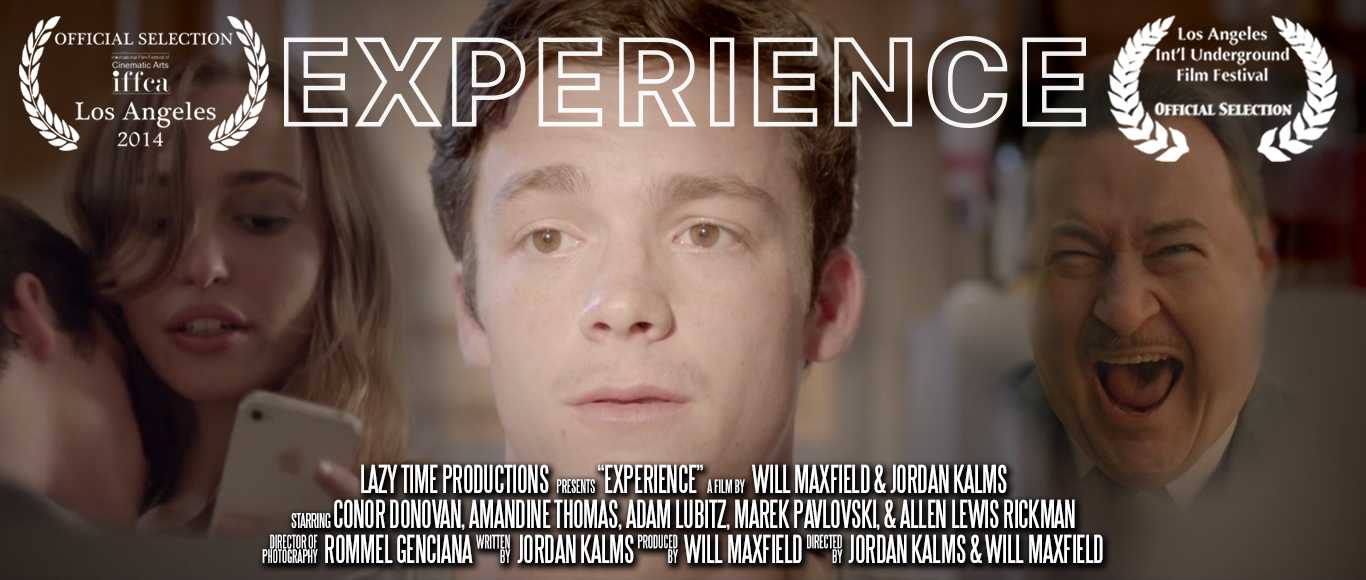 OFFICIAL SELECTION
International Film Festival of
Cinematic Arts
iffca
Los Angeles
2014
EXPERIENCE
Los Angeles
Int'l Underground
Film Festival
OFFICIAL SELECTION
LAZY TIME PRODUCTIONS PRESENTS "EXPERIENCE" A FILM BY WILL MAXFIELD & JORDAN KALMS
STARRING CONOR DONOVAN, AMANDINE THOMAS, ADAM LUBITZ, MAREK PAVLOVSKI, & ALLEN LEWIS RICKMAN
DIRECTOR OF PHOTOGRAPHY ROMMEL GENCIANA WRITTEN BY JORDAN KALMS PRODUCED BY WILL MAXFIELD DIRECTED BY JORDAN KALMS & WILL MAXFIELD